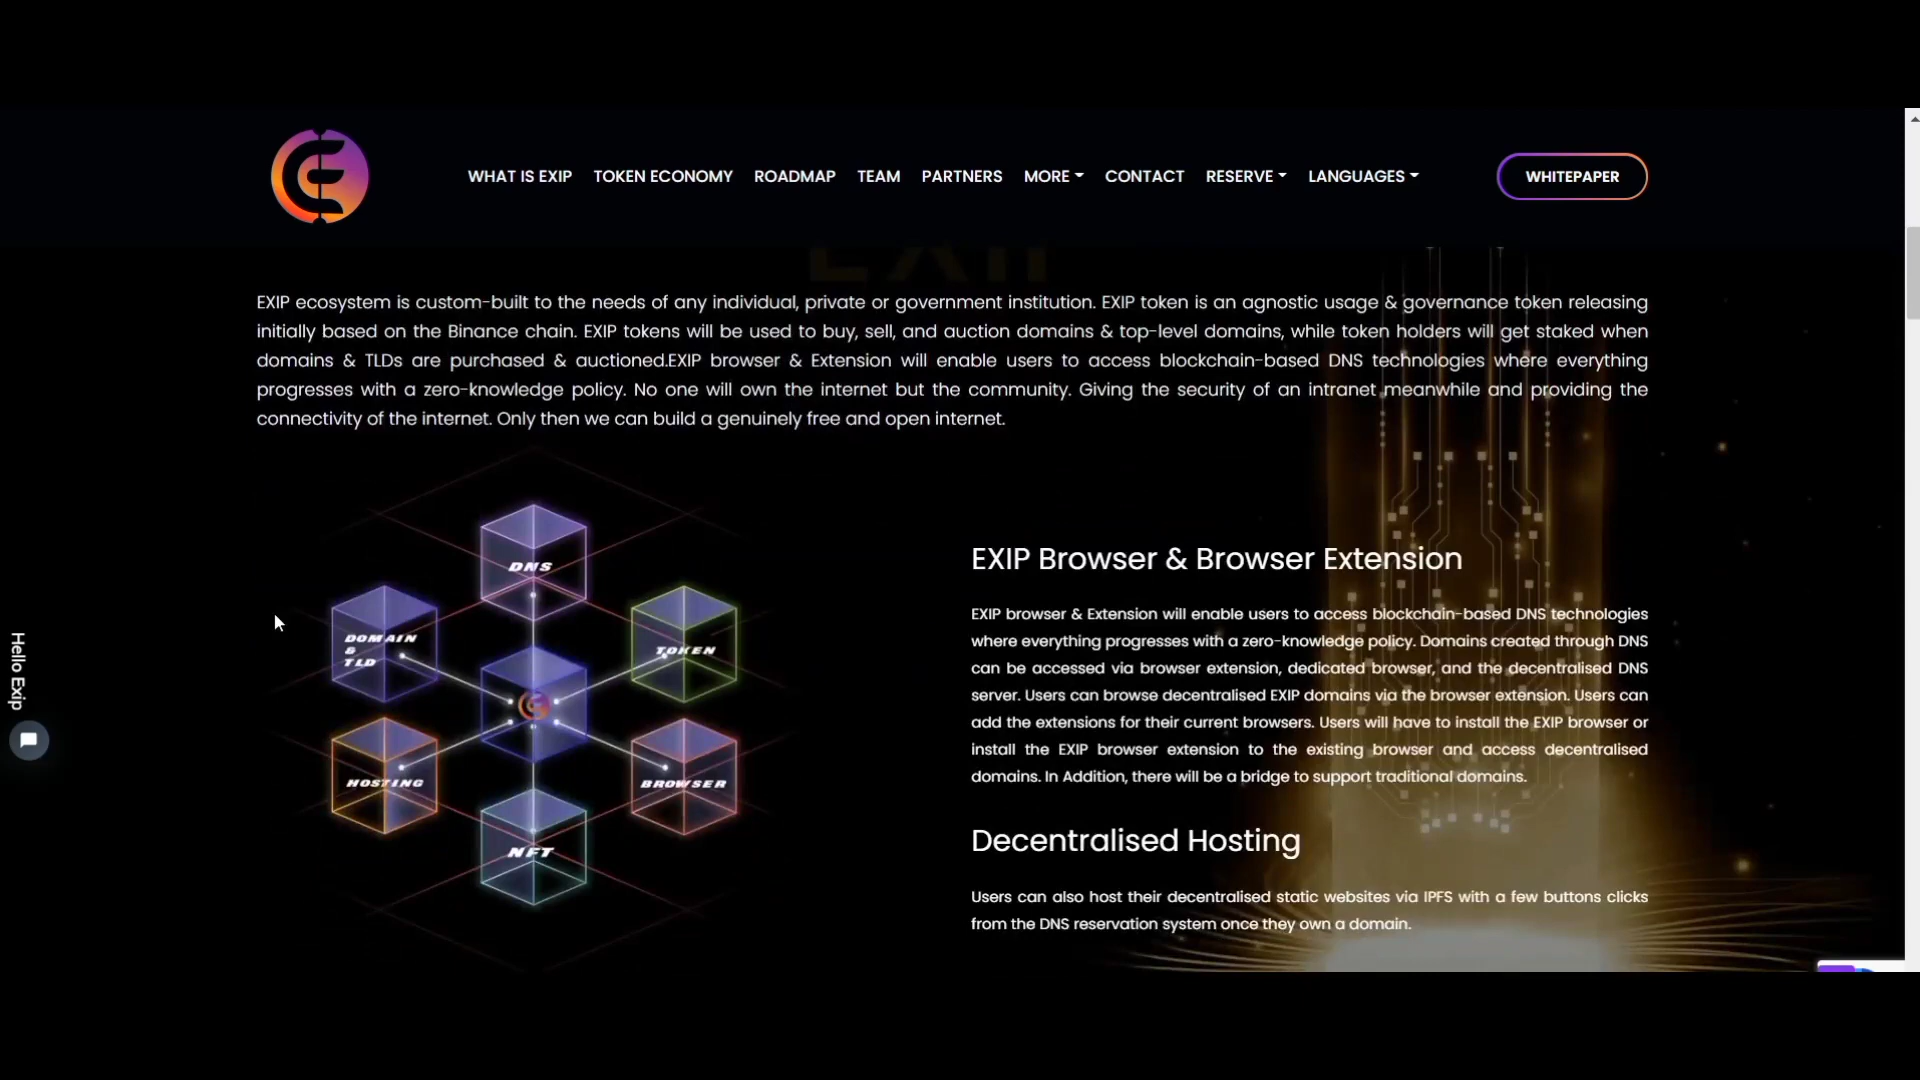 WHAT IS EXIP TOKEN ECONOMY ROADMAP TEAM PARTNERS MORE CONTACT RESERVE LANGUAGES WHITEPAPER
EXIP
EXIP ecosystem is custom-built to the needs of any individual, private or government institution. EXIP token is an agnostic usage & governance token releasing
initially based on the Binance chain. EXIP tokens will be used to buy, sell, and auction domains & top-level domains, while token holders will get staked when
domains & TLDs are purchased & auctioned.EXIP browser & Extension will enable users to access blockchain-based DNS technologies where everything
progresses with a zero-knowledge policy. No one will own the internet but the community. Giving the security of an intranet meanwhile and providing the
connectivity of the internet. Only then we can build a genuinely free and open internet.
DNS
DOMAIN
&
TLD
TOKEN
HOSTING
BROWSER
NFT
EXIP Browser & Browser Extension
EXIP browser & Extension will enable users to access blockchain-based DNS technologies
where everything progresses with a zero-knowledge policy. Domains created through DNS
can be accessed via browser extension, dedicated browser, and the decentralised DNS
server. Users can browse decentralised EXIP domains via the browser extension. Users can
add the extensions for their current browsers. Users will have to install the EXIP browser or
install the EXIP browser extension to the existing browser and access decentralised
domains. In Addition, there will be a bridge to support traditional domains.
Decentralised Hosting
Users can also host their decentralised static websites via IPFS with a few buttons clicks
from the DNS reservation system once they own a domain.
Hello Exip